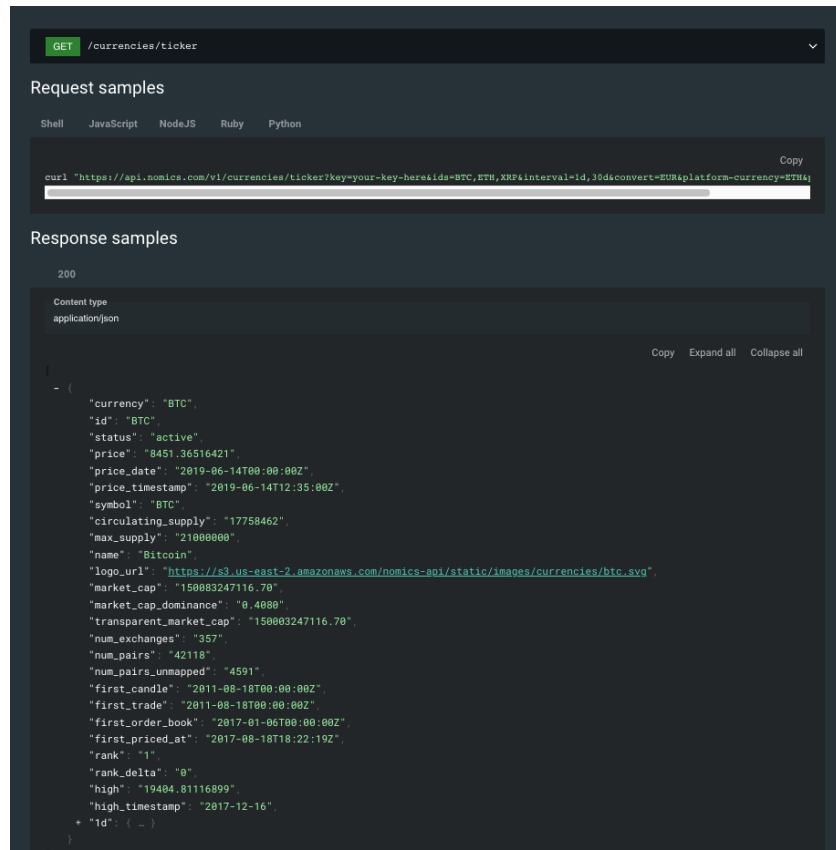 GET /currencies/ticker
Request samples
Shell JavaScript NodeJS Ruby Python
Copy
curl "https://api.nomics.com/v1/currencies/ticker?key=your-key-here&ids=BTC,ETH,XRP&interval=1d,30d&convert=EUR&platform-currency=ETH&
Response samples
200
Content type
application/json
Copy Expand all Collapse all
[
- {
"currency": "BTC",
"id": "BTC",
"status": "active",
"price": "8451.36516421",
"price_date": "2019-06-14T00:00:00Z",
"price_timestamp": "2019-06-14T12:35:00Z",
"symbol": "BTC",
"circulating_supply": "17758462",
"max_supply": "21000000",
"name": "Bitcoin",
"logo_url": "https://s3.us-east-2.amazonaws.com/nomics-api/static/images/currencies/btc.svg",
"market_cap": "150083247116.70",
"market_cap_dominance": "0.4080",
"transparent_market_cap": "150003247116.70",
"num_exchanges": "357",
"num_pairs": "42118",
"num_pairs_unmapped": "4591",
"first_candle": "2011-08-18T00:00:00Z",
"first_trade": "2011-08-18T00:00:00Z",
"first_order_book": "2017-01-06T00:00:00Z",
"first_priced_at": "2017-08-18T18:22:19Z",
"rank": "1",
"rank_delta": "0",
"high": "19404.81116899",
"high_timestamp": "2017-12-16",
+ "1d": { … }
}